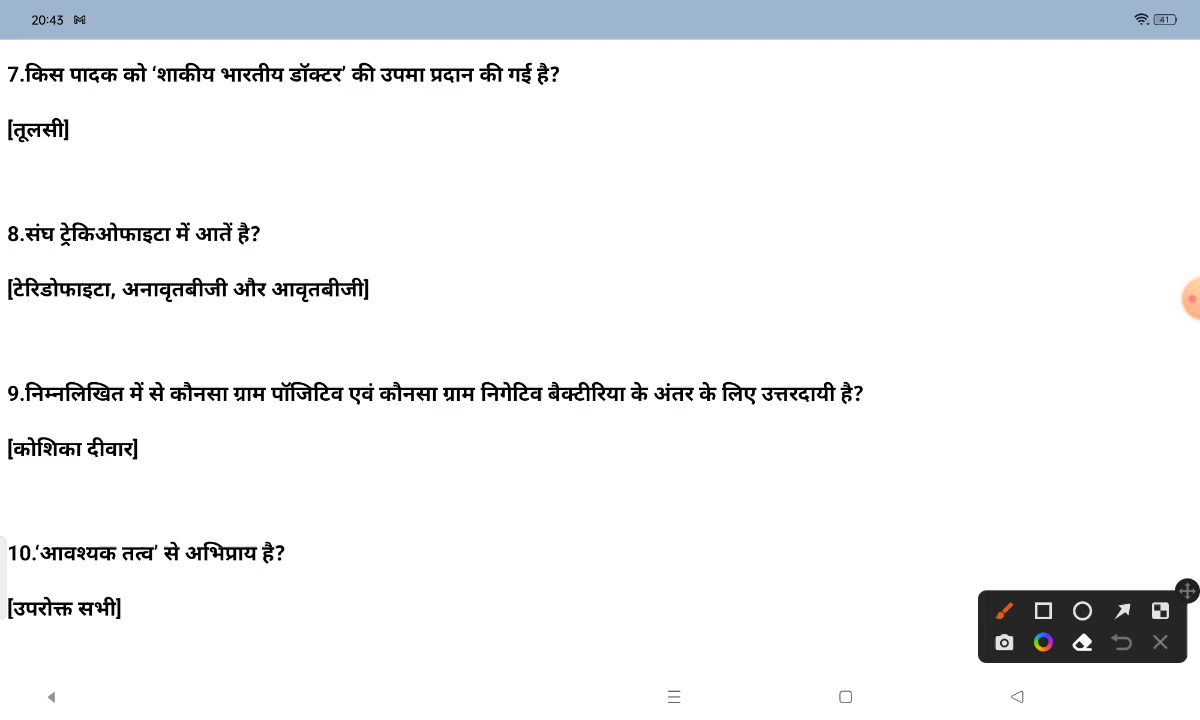 20:43
41
7.किस पादक को ‘शाकीय भारतीय डॉक्टर’ की उपमा प्रदान की गई है?
[तूलसी]
8.संघ ट्रेकिओफाइटा में आतें है?
[टेरिडोफाइटा, अनावृतबीजी और आवृतबीजी]
9.निम्नलिखित में से कौनसा ग्राम पॉजिटिव एवं कौनसा ग्राम निगेटिव बैक्टीरिया के अंतर के लिए उत्तरदायी है?
[कोशिका दीवार]
10.‘आवश्यक तत्व’ से अभिप्राय है?
[उपरोक्त सभी]